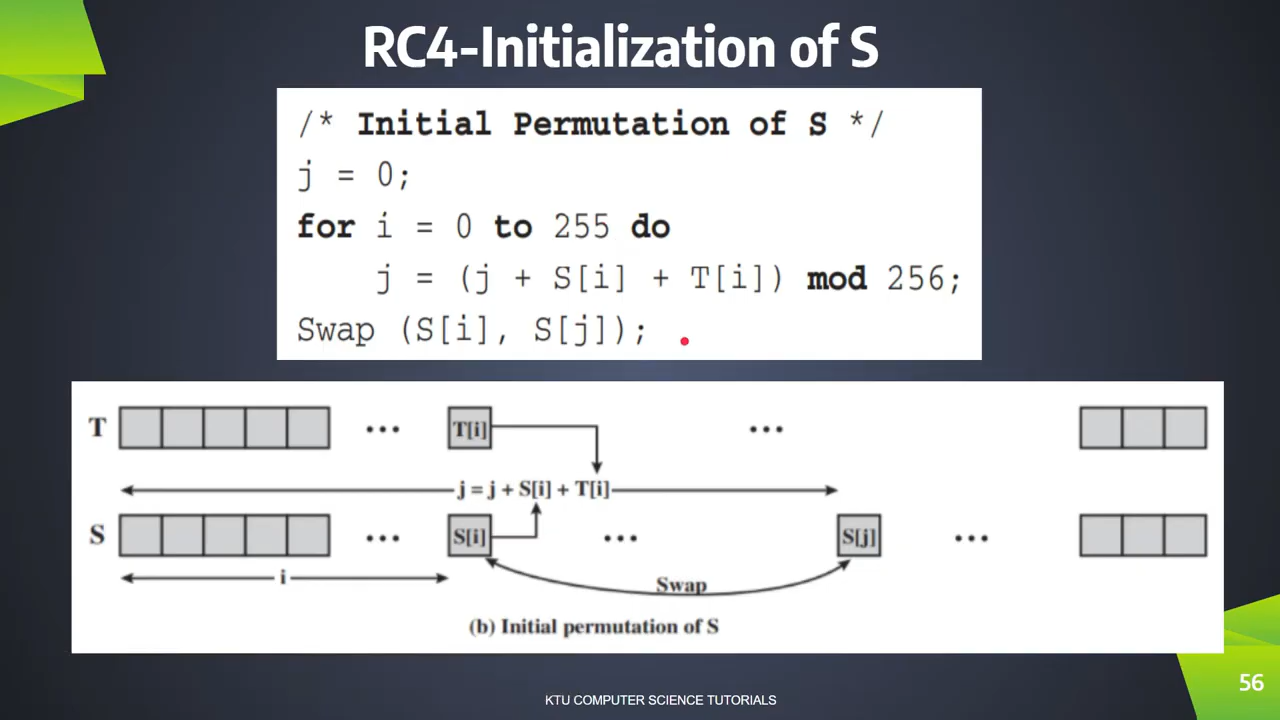 RC4-Initialization of S
/* Initial Permutation of S */
j = 0;
for i = 0 to 255 do
j = (j + S[i] + T[i]) mod 256;
Swap (S[i], S[j]);
T ... T[i] ...
j = j + S[i] + T[i]
S ... S[i] ... S[j] ...
i
Swap
(b) Initial permutation of S
56
KTU COMPUTER SCIENCE TUTORIALS